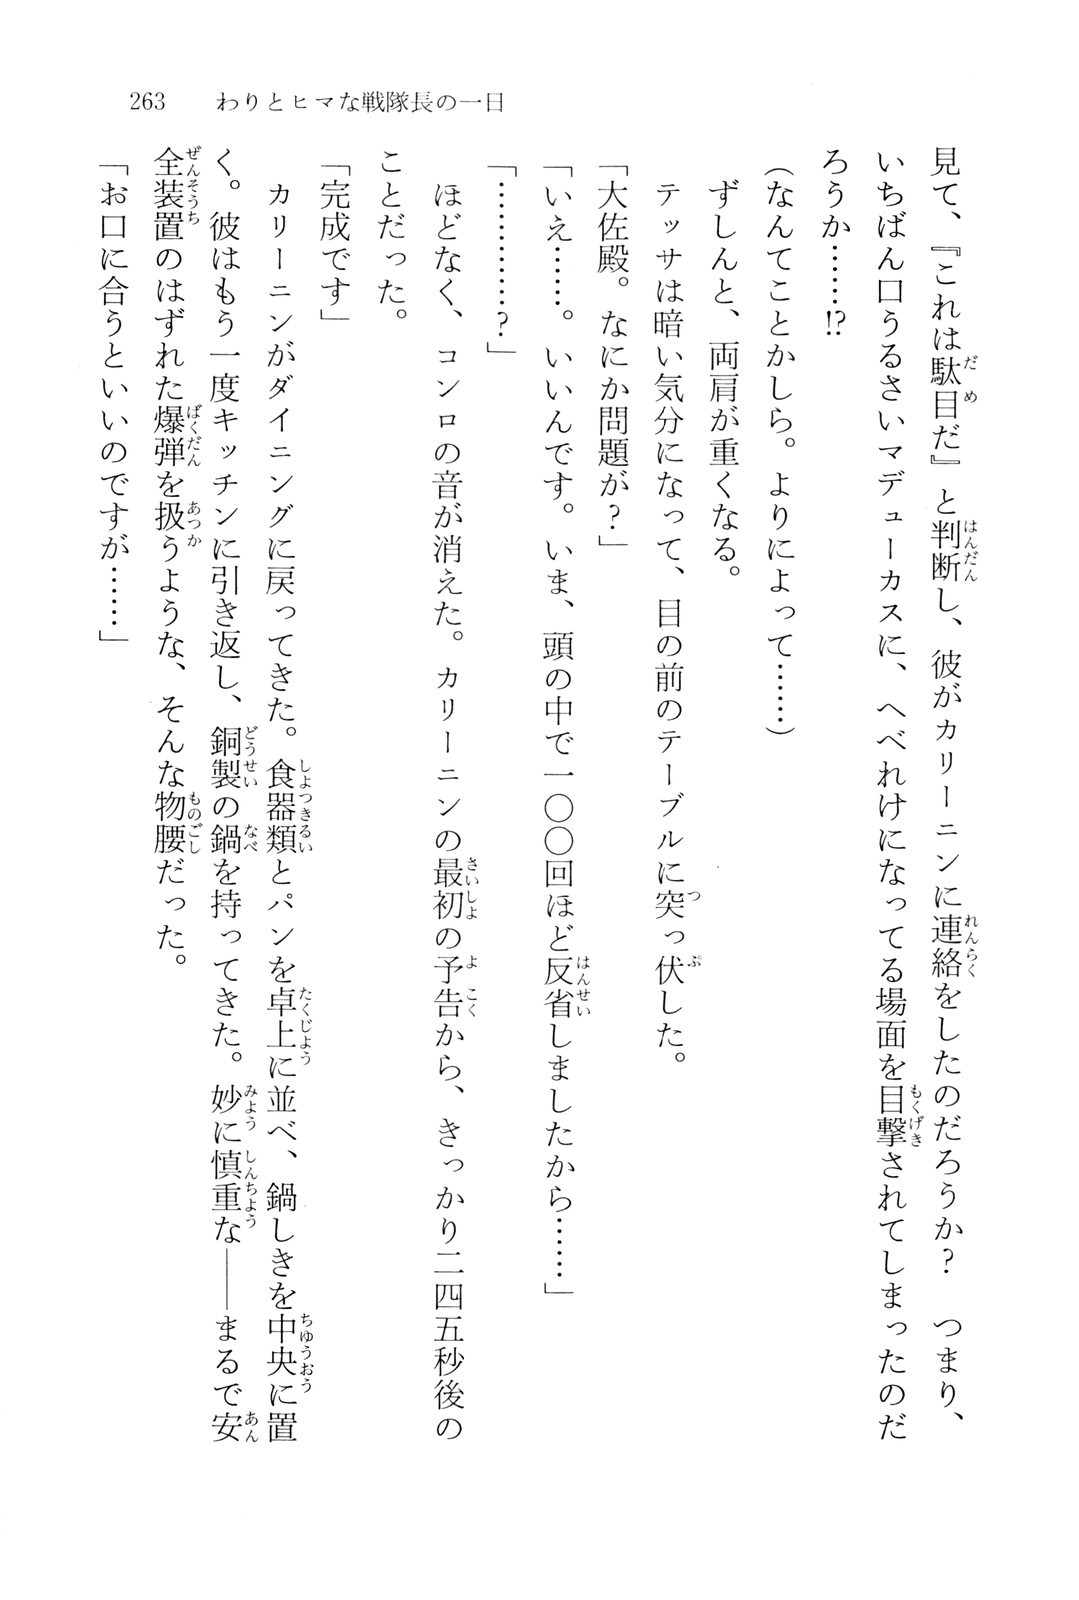 263　わりとヒマな戦隊長の一日
見て、『これは駄目だ』と判断し、彼がカリーニンに連絡をしたのだろうか？　つまり、
いちばん口うるさいマデューカスに、へべれけになってる場面を目撃されてしまったのだ
ろうか……!?
（なんてことかしら。よりによって……）
　ずしんと、両肩が重くなる。
　テッサは暗い気分になって、目の前のテーブルに突っ伏した。
「大佐殿。なにか問題が？」
「いえ……。いいんです。いま、頭の中で一〇〇回ほど反省しましたから……」
「…………？」
　ほどなく、コンロの音が消えた。カリーニンの最初の予告から、きっかり二四五秒後の
ことだった。
「完成です」
　カリーニンがダイニングに戻ってきた。食器類とパンを卓上に並べ、鍋しきを中央に置
く。彼はもう一度キッチンに引き返し、銅製の鍋を持ってきた。妙に慎重な――まるで安
全装置のはずれた爆弾を扱うような、そんな物腰だった。
「お口に合うといいのですが……」